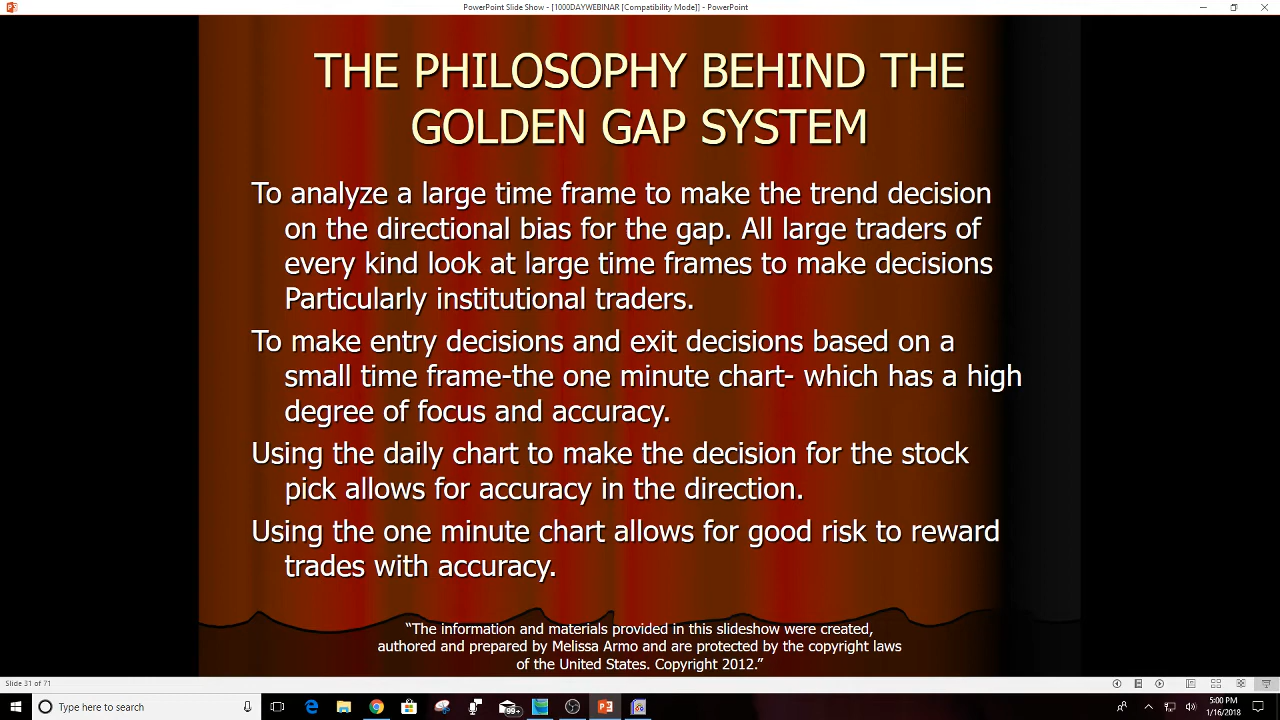 PowerPoint Slide Show - [1000DAYWEBINAR [Compatibility Mode]] - PowerPoint
THE PHILOSOPHY BEHIND THE
GOLDEN GAP SYSTEM
To analyze a large time frame to make the trend decision
on the directional bias for the gap. All large traders of
every kind look at large time frames to make decisions
Particularly institutional traders.
To make entry decisions and exit decisions based on a
small time frame-the one minute chart- which has a high
degree of focus and accuracy.
Using the daily chart to make the decision for the stock
pick allows for accuracy in the direction.
Using the one minute chart allows for good risk to reward
trades with accuracy.
“The information and materials provided in this slideshow were created,
authored and prepared by Melissa Armo and are protected by the copyright laws
of the United States. Copyright 2012.”
Slide 31 of 71
Type here to search
99+
5:00 PM
1/16/2018